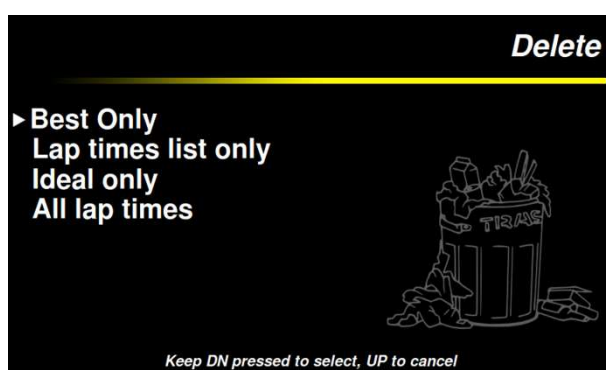 Delete
Best Only
Lap times list only
Ideal only
All lap times
TRAS
Keep DN pressed to select, UP to cancel